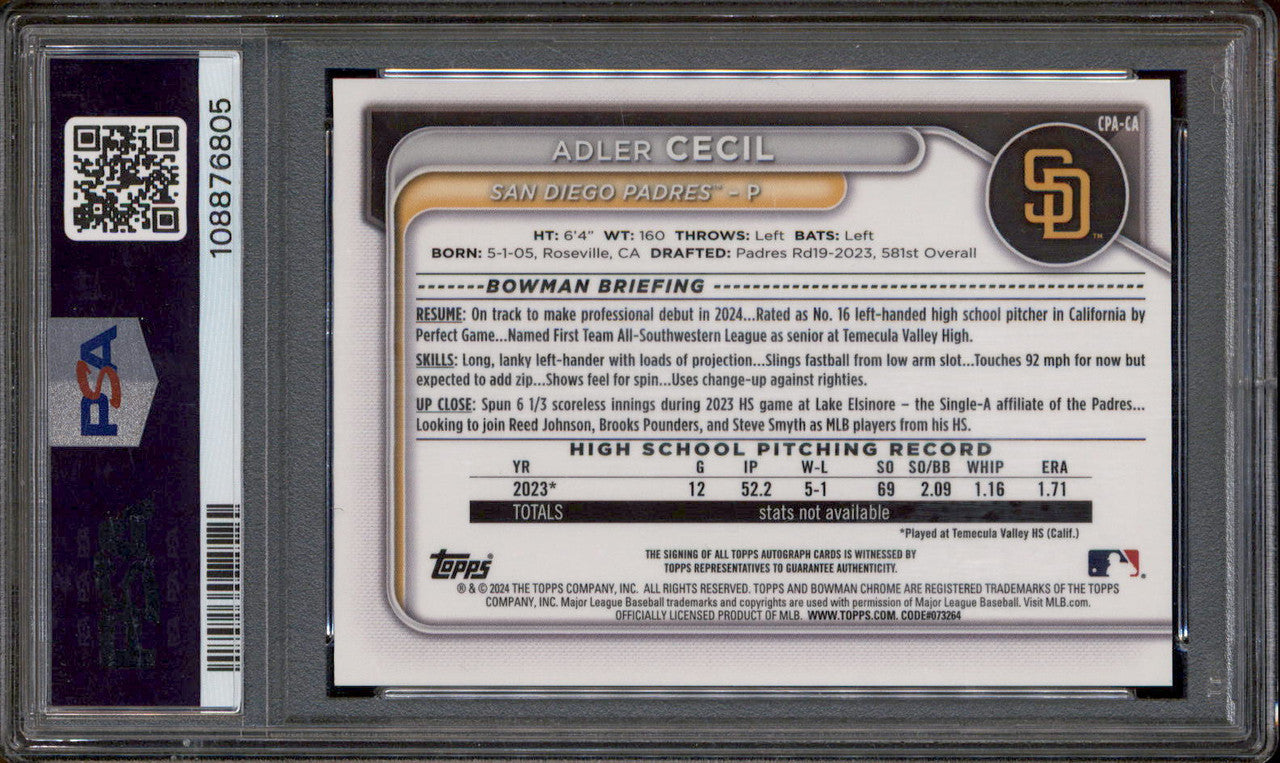 108876805
PSA
CPA-CA
ADLER CECIL
SAN DIEGO PADRES™ – P
SD™
HT: 6'4" WT: 160 THROWS: Left BATS: Left
BORN: 5-1-05, Roseville, CA DRAFTED: Padres Rd19-2023, 581st Overall
BOWMAN BRIEFING
RESUME: On track to make professional debut in 2024...Rated as No. 16 left-handed high school pitcher in California by
Perfect Game...Named First Team All-Southwestern League as senior at Temecula Valley High.
SKILLS: Long, lanky left-hander with loads of projection...Slings fastball from low arm slot...Touches 92 mph for now but
expected to add zip...Shows feel for spin...Uses change-up against righties.
UP CLOSE: Spun 6 1/3 scoreless innings during 2023 HS game at Lake Elsinore – the Single-A affiliate of the Padres...
Looking to join Reed Johnson, Brooks Pounders, and Steve Smyth as MLB players from his HS.
HIGH SCHOOL PITCHING RECORD
YR G IP W-L SO SO/BB WHIP ERA
2023* 12 52.2 5-1 69 2.09 1.16 1.71
TOTALS stats not available
*Played at Temecula Valley HS (Calif.)
Topps®
THE SIGNING OF ALL TOPPS AUTOGRAPH CARDS IS WITNESSED BY
TOPPS REPRESENTATIVES TO GUARANTEE AUTHENTICITY.
® & © 2024 THE TOPPS COMPANY, INC. ALL RIGHTS RESERVED. TOPPS AND BOWMAN CHROME ARE REGISTERED TRADEMARKS OF THE TOPPS
COMPANY, INC. Major League Baseball trademarks and copyrights are used with permission of Major League Baseball. Visit MLB.com.
OFFICIALLY LICENSED PRODUCT OF MLB. WWW.TOPPS.COM. CODE#073264